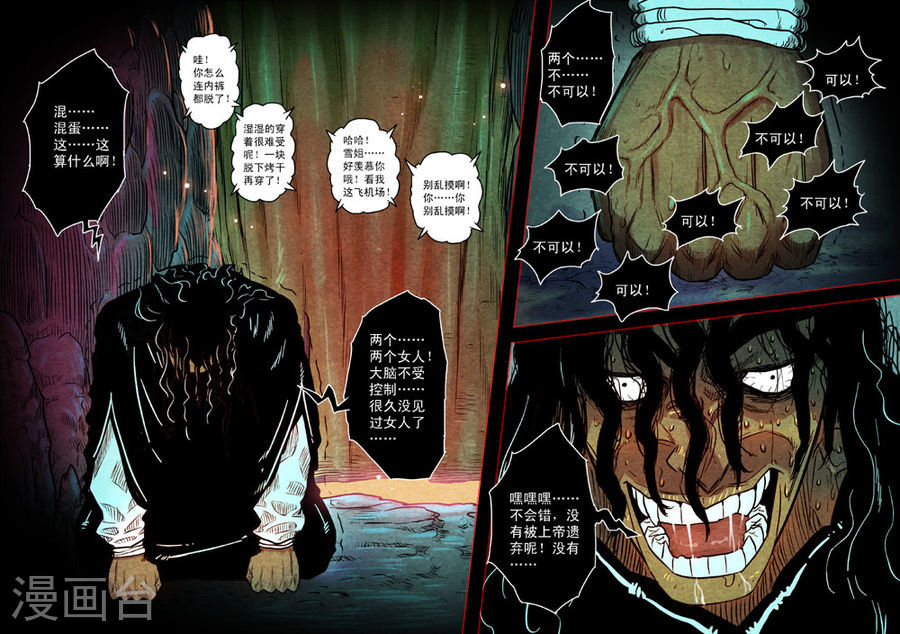 混……
混蛋……
这……这
算什么啊！
哇！
你怎么
连内裤
都脱了！
湿湿的穿
着很难受
呢！一块
脱下烤干
再穿了！
哈哈！
雪姐……
好羡慕你
哦！看我
这飞机场！
别乱摸啊！
你……你
别乱摸啊！
两个……
两个女人！
大脑不受
控制……
很久没见
过女人了
……
两个……
不……
不可以！
可以！
不可以！
不可以！
不可以！
可以！
不可以！
可以！
嘿嘿嘿……
不会错，没
有被上帝遗
弃呢！没有
……
漫画台